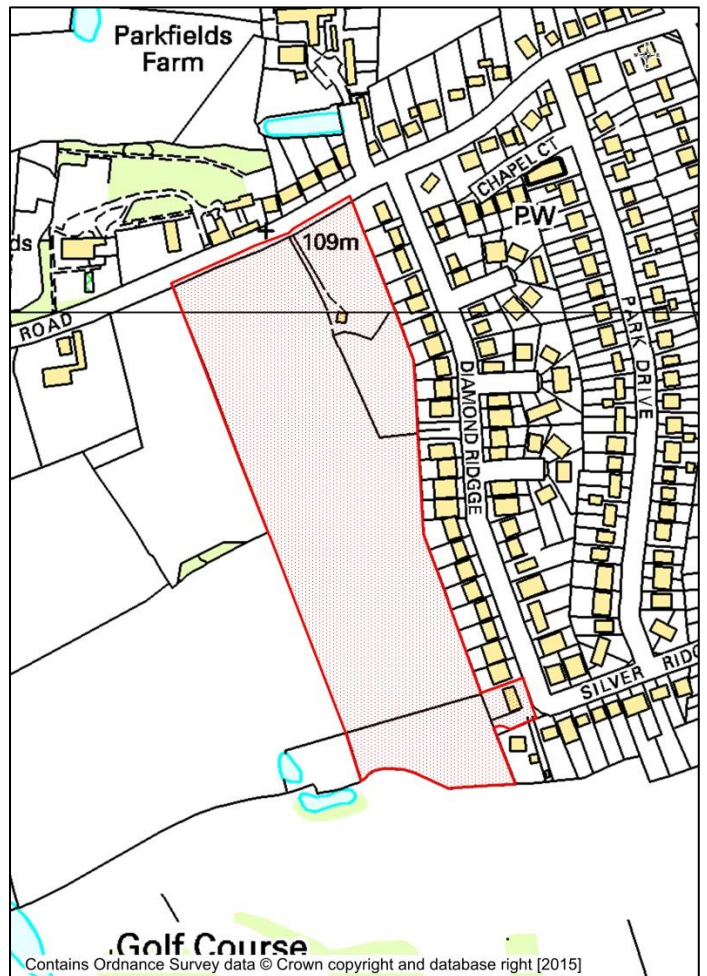 Parkfields
Farm
CHAPEL CT
PW
109m
ds
ROAD
PARK DRIVE
DIAMOND RIDGGE
SILVER RIDG
Golf Course
Contains Ordnance Survey data © Crown copyright and database right [2015]